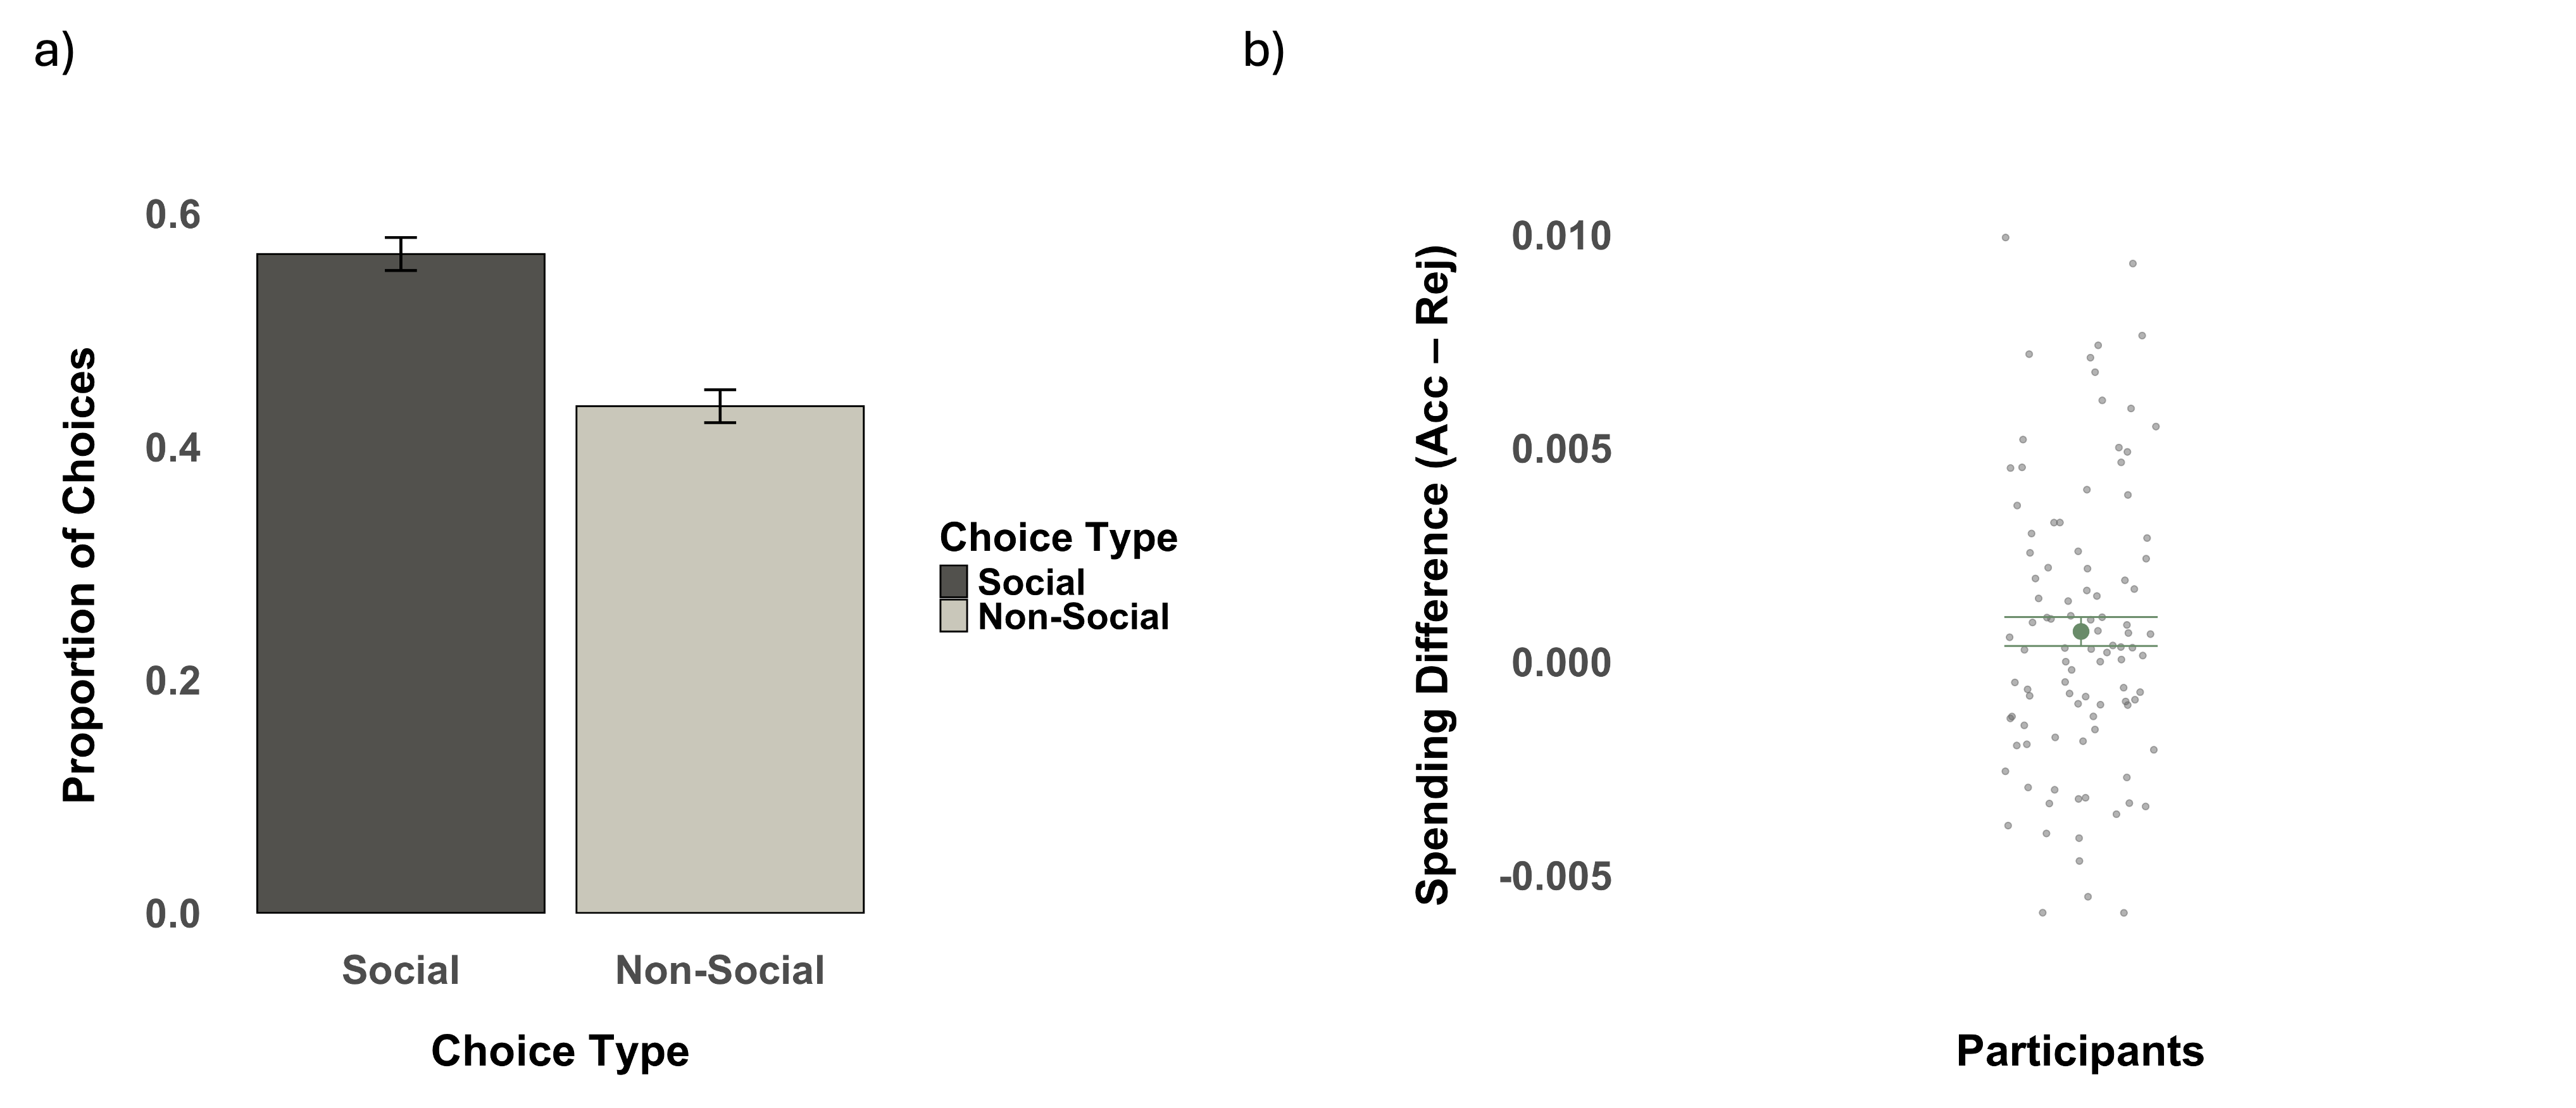 a)
Proportion of Choices
0.6
0.4
0.2
0.0
Social
Non-Social
Choice Type
Choice Type
Social
Non-Social
b)
Spending Difference (Acc – Rej)
0.010
0.005
0.000
-0.005
Participants